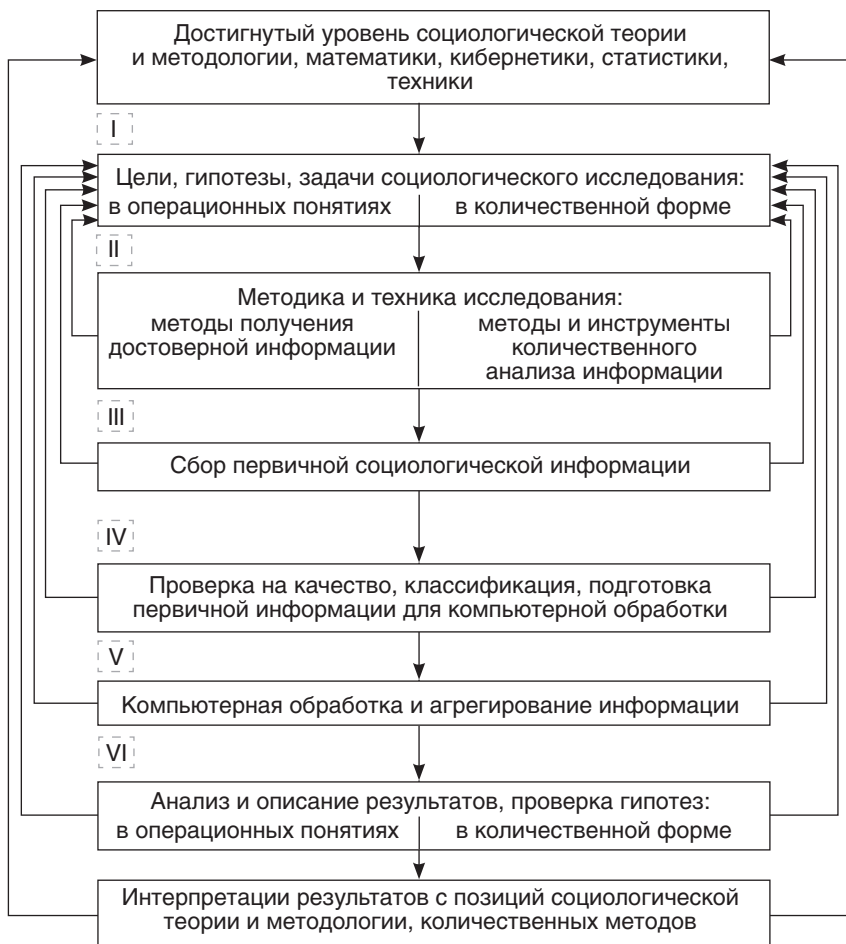 Достигнутый уровень социологической теории
и методологии, математики, кибернетики, статистики,
техники
I
Цели, гипотезы, задачи социологического исследования:
в операционных понятиях
в количественной форме
II
Методика и техника исследования:
методы получения
достоверной информации
методы и инструменты
количественного
анализа информации
III
Сбор первичной социологической информации
IV
Проверка на качество, классификация, подготовка
первичной информации для компьютерной обработки
V
Компьютерная обработка и агрегирование информации
VI
Анализ и описание результатов, проверка гипотез:
в операционных понятиях
в количественной форме
Интерпретации результатов с позиций социологической
теории и методологии, количественных методов